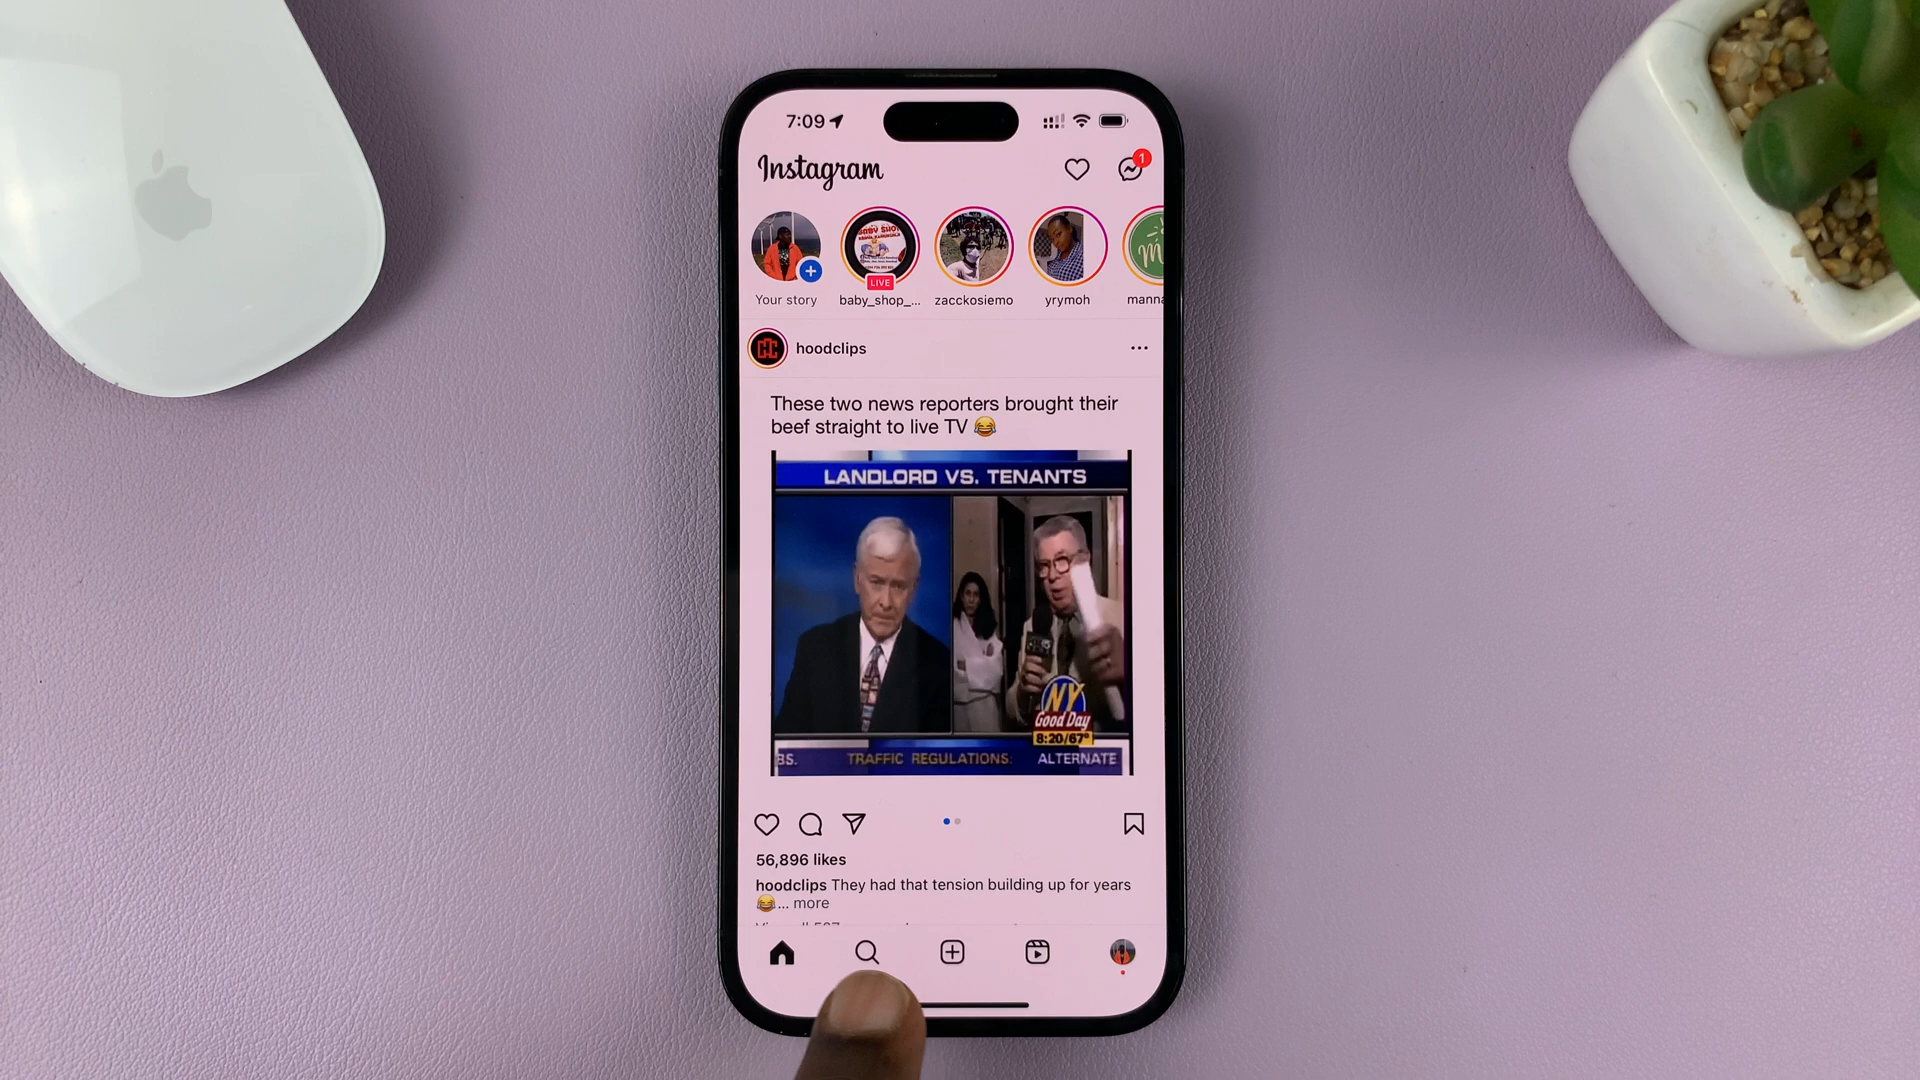 7:09
Instagram
1
LIVE
Your story
baby_shop_...
zacckosiemo
yrymoh
manna
hoodclips
These two news reporters brought their
beef straight to live TV 😂
LANDLORD VS. TENANTS
NY
Good Day
8:20/67°
BS. TRAFFIC REGULATIONS: ALTERNATE
56,896 likes
hoodclips They had that tension building up for years
😂... more